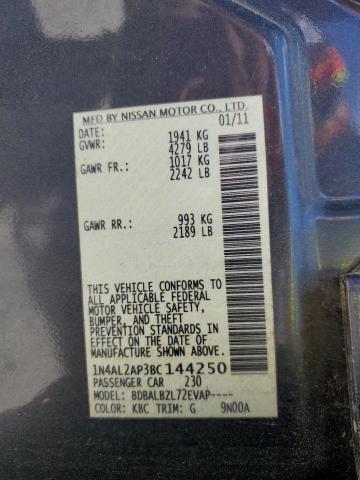 MFD BY NISSAN MOTOR CO., LTD.
DATE: 01/11
GVWR: 1941 KG
4279 LB
GAWR FR.: 1017 KG
2242 LB
GAWR RR.: 993 KG
2189 LB
THIS VEHICLE CONFORMS TO
ALL APPLICABLE FEDERAL
MOTOR VEHICLE SAFETY,
BUMPER, AND THEFT
PREVENTION STANDARDS IN
EFFECT ON THE DATE OF
MANUFACTURE SHOWN ABOVE.
1N4AL2AP3BC144250
PASSENGER CAR 230
MODEL: BDBALBZL72EVAP----
COLOR: KBC TRIM: G 9N00A